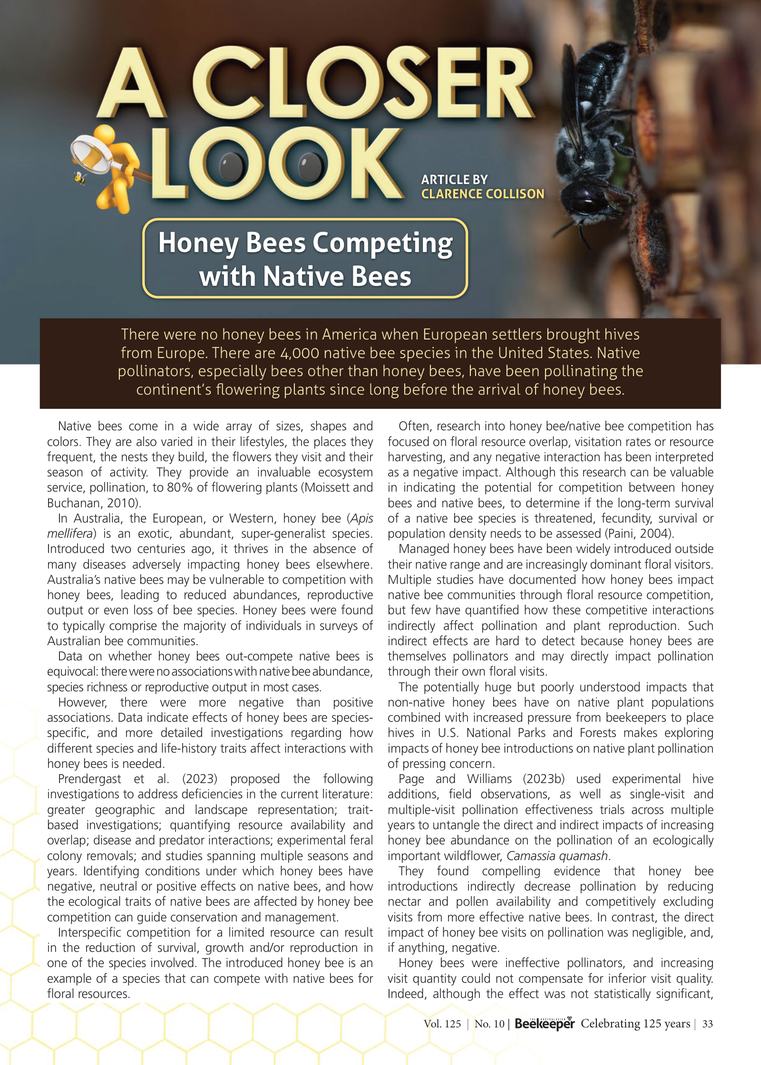 A CLOSER
LOOK
ARTICLE BY
CLARENCE COLLISON
Honey Bees Competing
with Native Bees
There were no honey bees in America when European settlers brought hives
from Europe. There are 4,000 native bee species in the United States. Native
pollinators, especially bees other than honey bees, have been pollinating the
continent's flowering plants since long before the arrival of honey bees.
Native bees come in a wide array of sizes, shapes and
colors. They are also varied in their lifestyles, the places they
frequent, the nests they build, the flowers they visit and their
season of activity. They provide an invaluable ecosystem
service, pollination, to 80% of flowering plants (Moissett and
Buchanan, 2010).
In Australia, the European, or Western, honey bee (Apis
mellifera) is an exotic, abundant, super-generalist species.
Introduced two centuries ago, it thrives in the absence of
many diseases adversely impacting honey bees elsewhere.
Australia's native bees may be vulnerable to competition with
honey bees, leading to reduced abundances, reproductive
output or even loss of bee species. Honey bees were found
to typically comprise the majority of individuals in surveys of
Australian bee communities.
Data on whether honey bees out-compete native bees is
equivocal: there were no associations with native bee abundance,
species richness or reproductive output in most cases.
However, there were more negative than positive
associations. Data indicate effects of honey bees are species-
specific, and more detailed investigations regarding how
different species and life-history traits affect interactions with
honey bees is needed.
Prendergast et al. (2023) proposed the following
investigations to address deficiencies in the current literature:
greater geographic and landscape representation; trait-
based investigations; quantifying resource availability and
overlap; disease and predator interactions; experimental feral
colony removals; and studies spanning multiple seasons and
years. Identifying conditions under which honey bees have
negative, neutral or positive effects on native bees, and how
the ecological traits of native bees are affected by honey bee
competition can guide conservation and management.
Interspecific competition for a limited resource can result
in the reduction of survival, growth and/or reproduction in
one of the species involved. The introduced honey bee is an
example of a species that can compete with native bees for
floral resources.
Often, research into honey bee/native bee competition has
focused on floral resource overlap, visitation rates or resource
harvesting, and any negative interaction has been interpreted
as a negative impact. Although this research can be valuable
in indicating the potential for competition between honey
bees and native bees, to determine if the long-term survival
of a native bee species is threatened, fecundity, survival or
population density needs to be assessed (Paini, 2004).
Managed honey bees have been widely introduced outside
their native range and are increasingly dominant floral visitors.
Multiple studies have documented how honey bees impact
native bee communities through floral resource competition,
but few have quantified how these competitive interactions
indirectly affect pollination and plant reproduction. Such
indirect effects are hard to detect because honey bees are
themselves pollinators and may directly impact pollination
through their own floral visits.
The potentially huge but poorly understood impacts that
non-native honey bees have on native plant populations
combined with increased pressure from beekeepers to place
hives in U.S. National Parks and Forests makes exploring
impacts of honey bee introductions on native plant pollination
of pressing concern.
Page and Williams (2023b) used experimental hive
additions, field observations, as well as single-visit and
multiple-visit pollination effectiveness trials across multiple
years to untangle the direct and indirect impacts of increasing
honey bee abundance on the pollination of an ecologically
important wildflower, Camassia quamash.
They found compelling evidence that honey bee
introductions indirectly decrease pollination by reducing
nectar and pollen availability and competitively excluding
visits from more effective native bees. In contrast, the direct
impact of honey bee visits on pollination was negligible, and,
if anything, negative.
Honey bees were ineffective pollinators, and increasing
visit quantity could not compensate for inferior visit quality.
Indeed, although the effect was not statistically significant,
Vol. 125 | No. 10 | Beekeeper Celebrating 125 years | 33